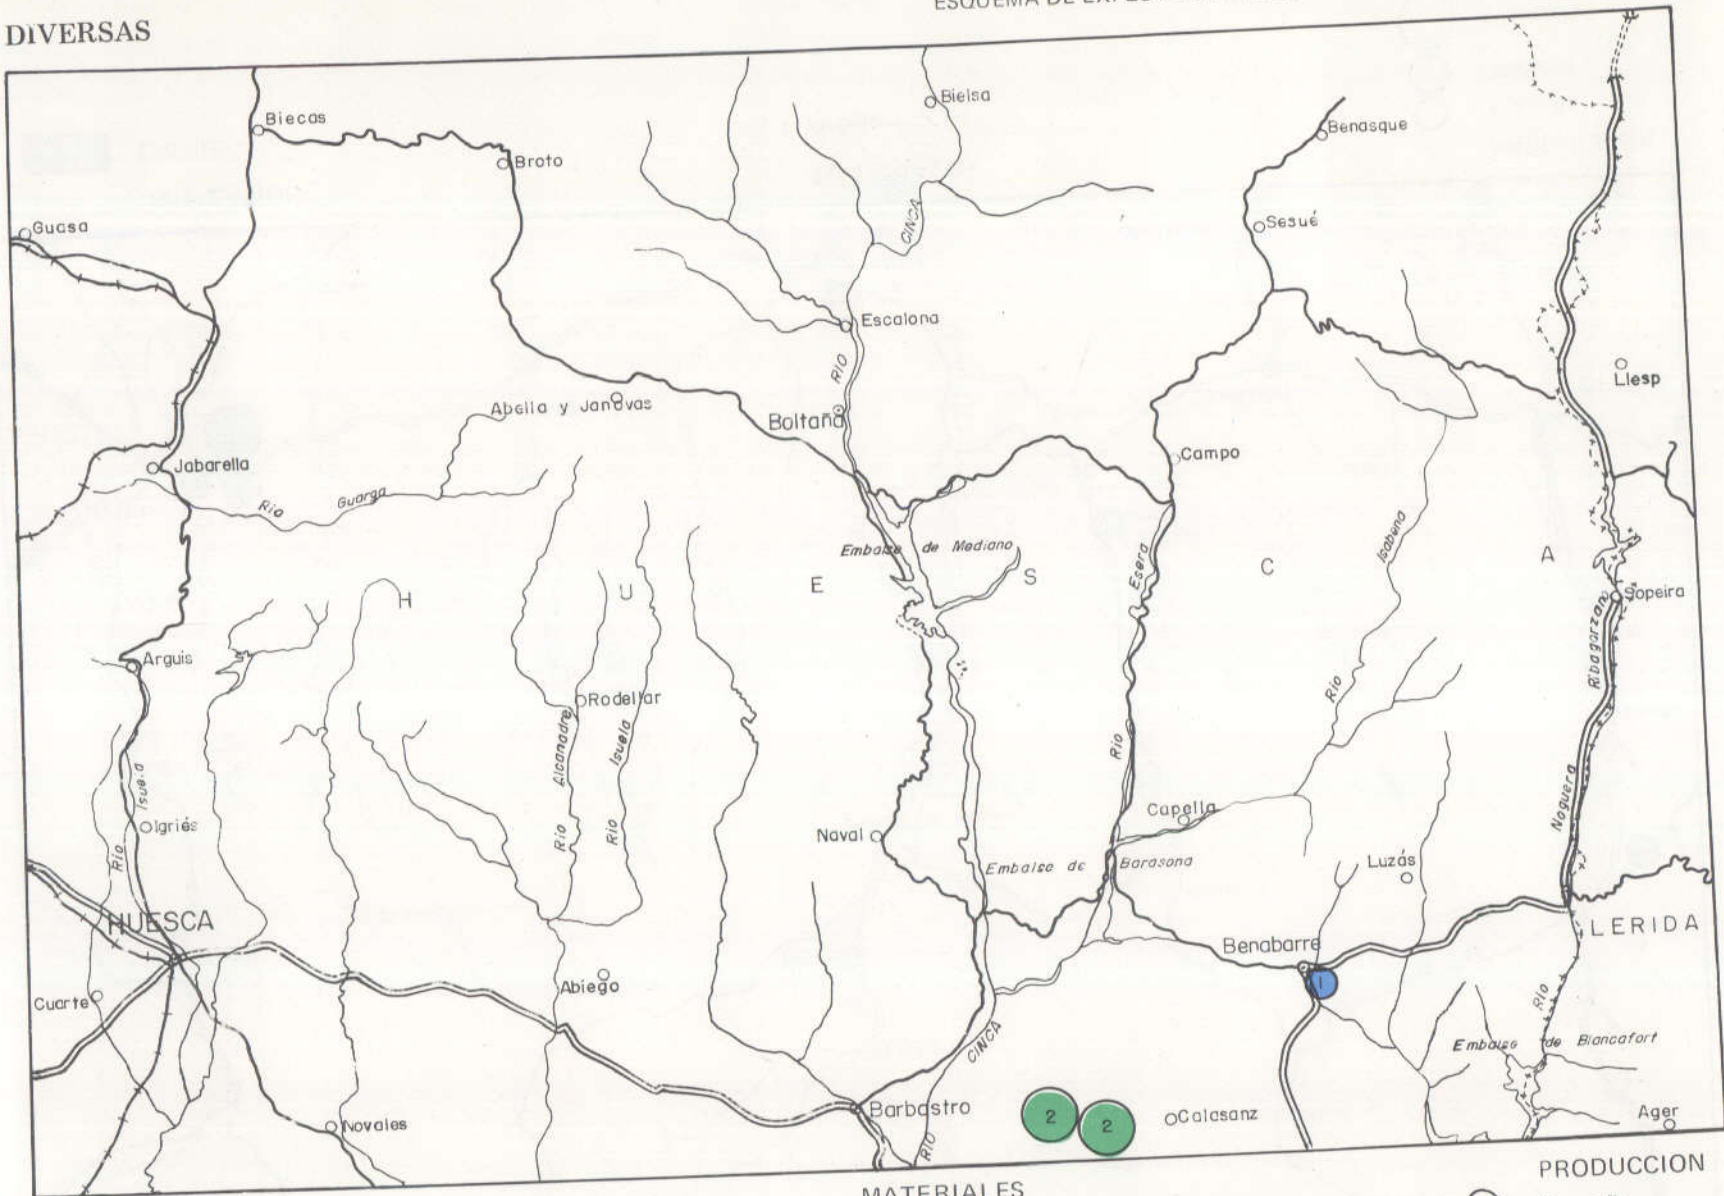 DIVERSAS
Biecas
Bielsa
Benasque
Broto
Guasa
CINCA
Sesué
Escalona
RIO
Llesp
Abella y Janovas
Boltaña
Jabarella
Campo
Rio Guarga
Isabena
Embalse de Mediano
Esera
H U E S C A
Sopeira
Ribagorzana
Arguis
Rodellar
Rio
Alcanadre
Isuela
Rio
Isuela
Igriés
Capella
Noguera
Rio
Rio
Rio
Naval
Embalse de Barasona
Luzás
HUESCA
LERIDA
Benabarre
1
Cuarte
Abiego
RIO
Embalse de Blancafort
CINCA
Barbastro
2
2
Calasanz
Ager
Novales
RIO
MATERIALES
PRODUCCION